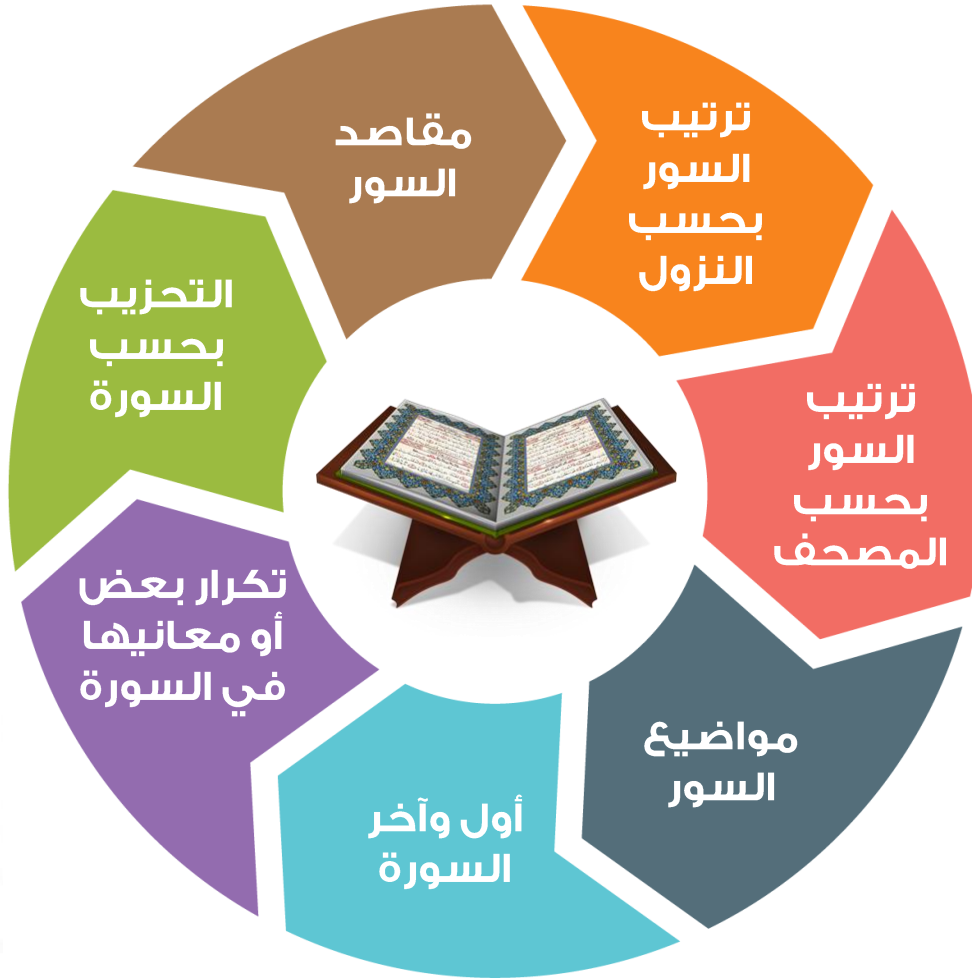 ترتيب
السور
بحسب
النزول
ترتيب
السور
بحسب
المصحف
مواضيع
السور
أول وآخر
السورة
تكرار بعض
أو معانيها
في السورة
التحزيب
بحسب
السورة
مقاصد
السور